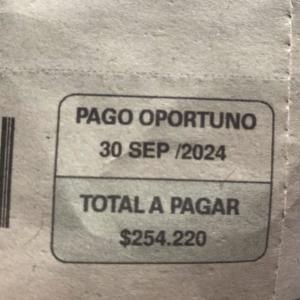 PAGO OPORTUNO
30 SEP /2024
TOTAL A PAGAR
$254.220